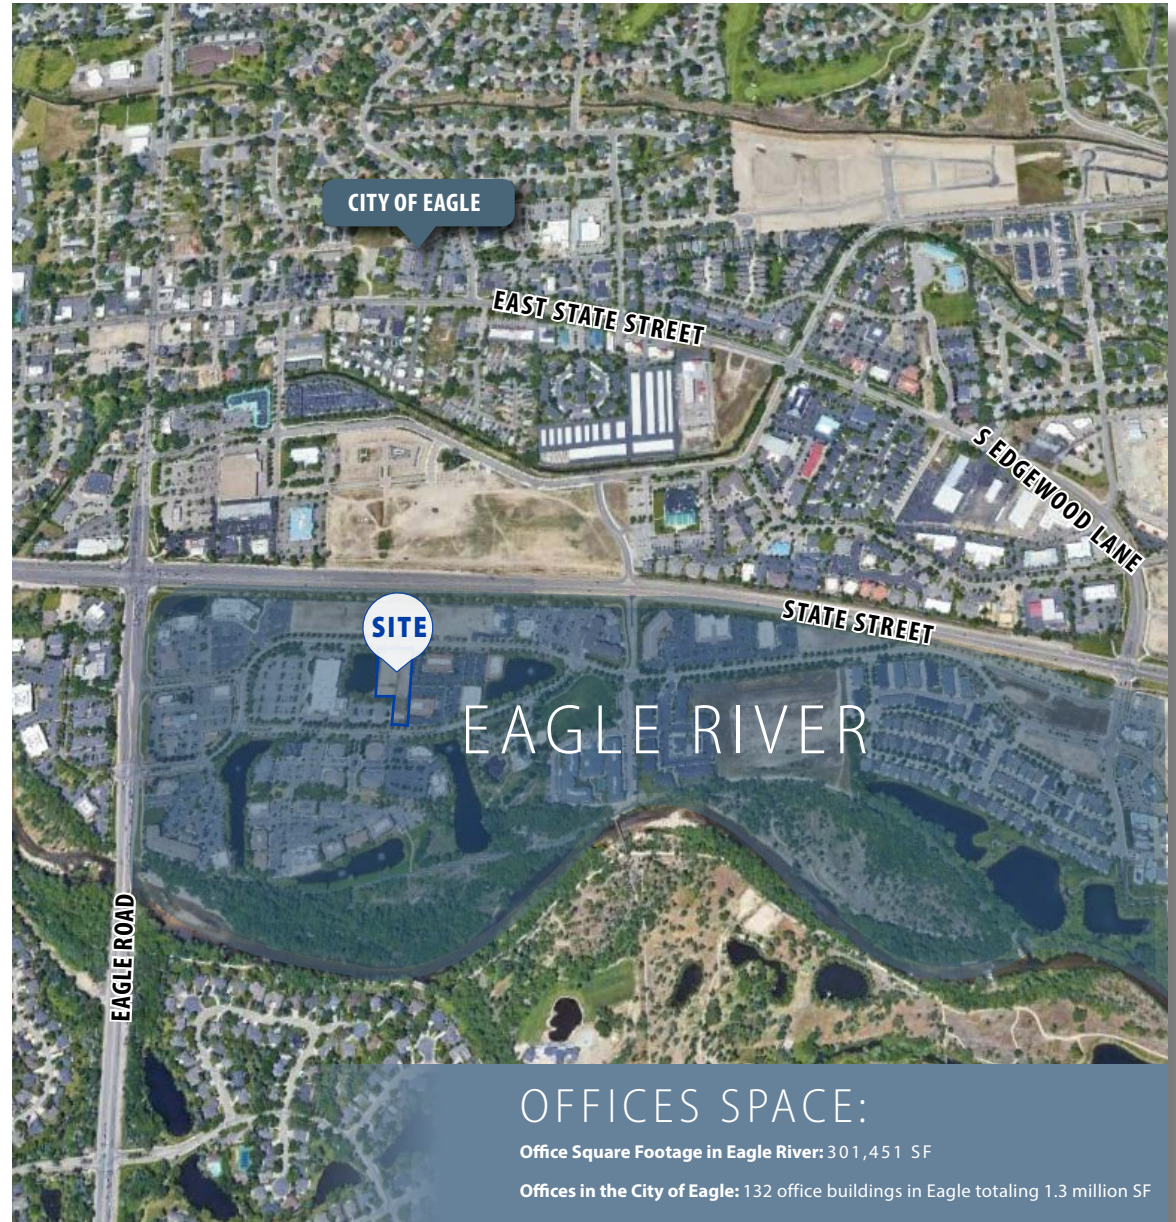 CITY OF EAGLE
EAST STATE STREET
S EDGEWOOD LANE
STATE STREET
SITE
EAGLE RIVER
EAGLE ROAD
OFFICES SPACE:
Office Square Footage in Eagle River: 301,451 SF
Offices in the City of Eagle: 132 office buildings in Eagle totaling 1.3 million SF